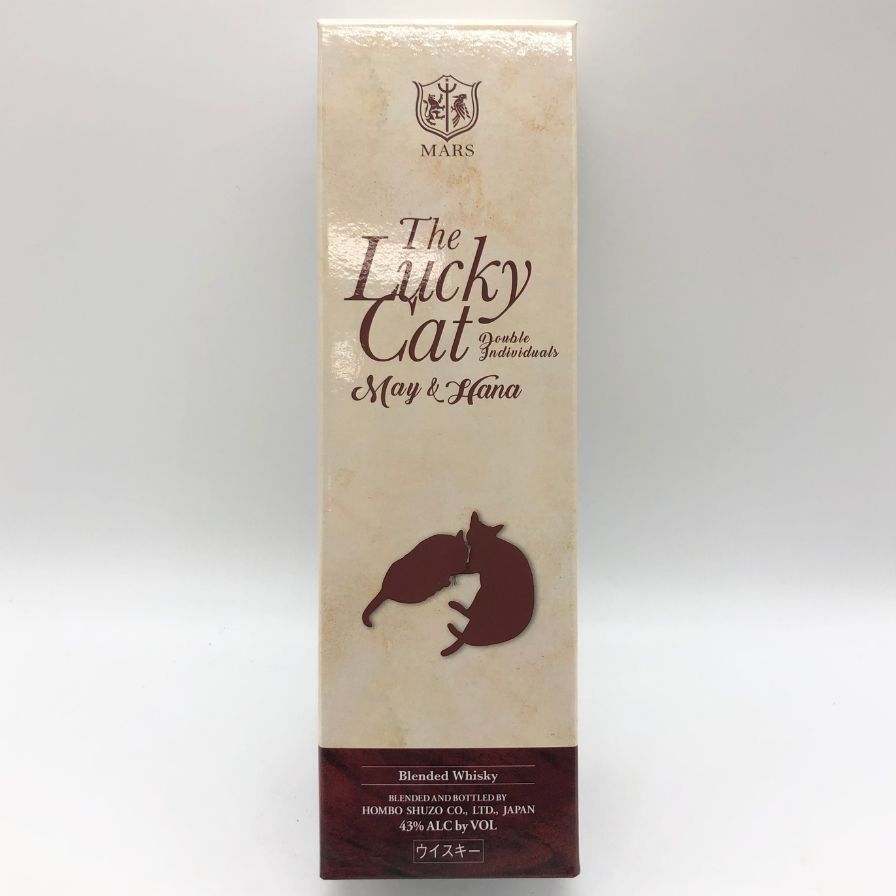 MARS
The
Lucky
Cat
Double
Individuals
May & Hana
Blended Whisky
BLENDED AND BOTTLED BY
HOMBO SHUZO CO., LTD., JAPAN
43% ALC by VOL
ウイスキー